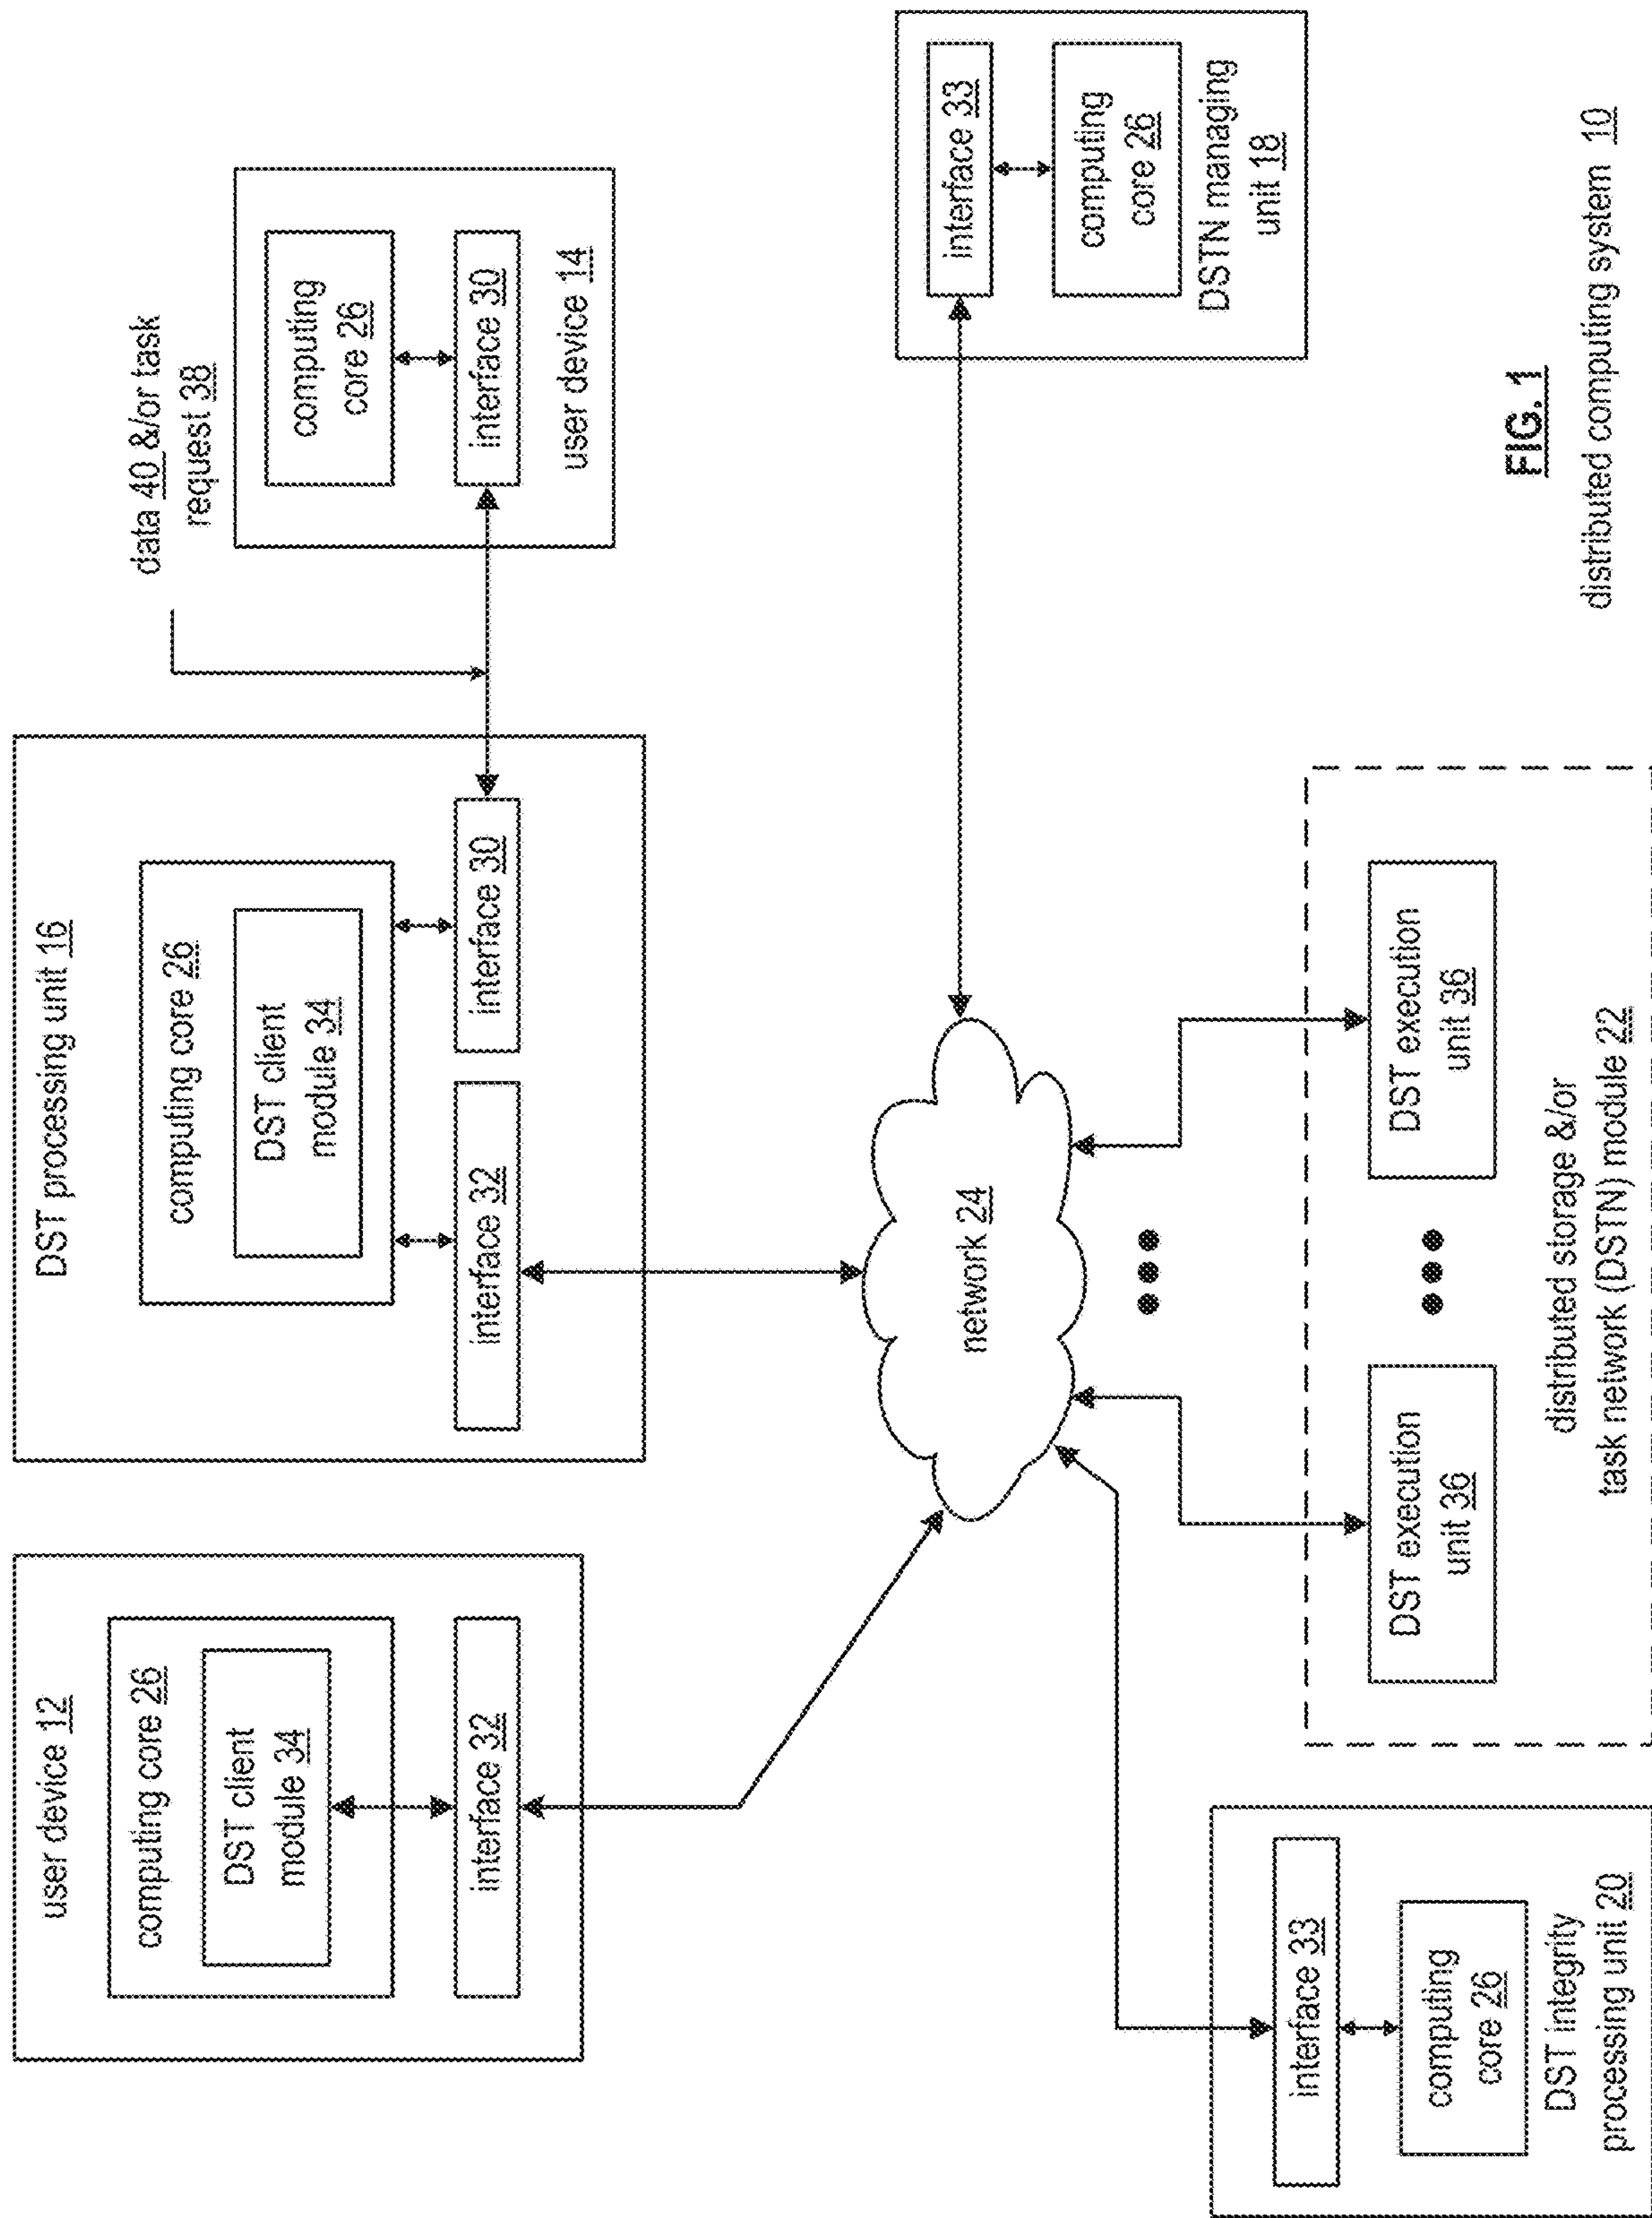 user device 12
computing core 26
DST client
module 34
interface 32
DST processing unit 16
computing core 26
DST client
module 34
interface 32
interface 30
data 40 &/or task
request 38
computing
core 26
interface 30
user device 14
network 24
interface 33
computing
core 26
DSTN managing
unit 18
interface 33
computing
core 26
DST integrity
processing unit 20
DST execution
unit 36
DST execution
unit 36
distributed storage &/or
task network (DSTN) module 22
FIG. 1
distributed computing system 10